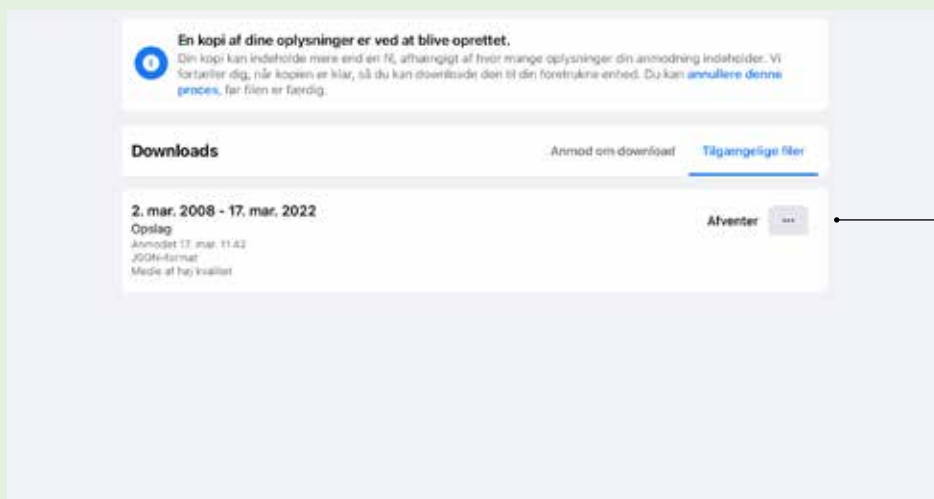 En kopi af dine oplysninger er ved at blive oprettet.
Din kopi kan indeholde mere end en fil, afhængigt af hvor mange oplysninger din anmodning indeholder. Vi
fortæller dig, når kopien er klar, så du kan downloade den til din foretrukne enhed. Du kan annullere denne
proces, før filen er færdig.
Downloads
Anmod om download
Tilgængelige filer
2. mar. 2008 - 17. mar. 2022
Afventer
Opslag
Anmodet 17. mar. 11.42
JSON-format
Medie af høj kvalitet